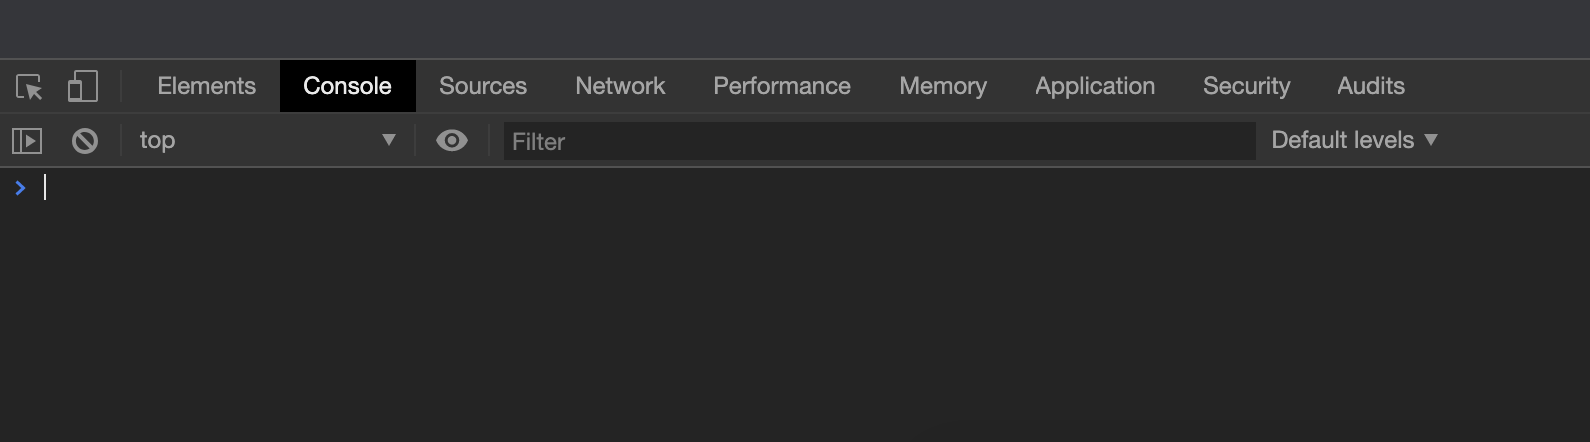 Elements Console Sources Network Performance Memory Application Security Audits
top Filter Default levels